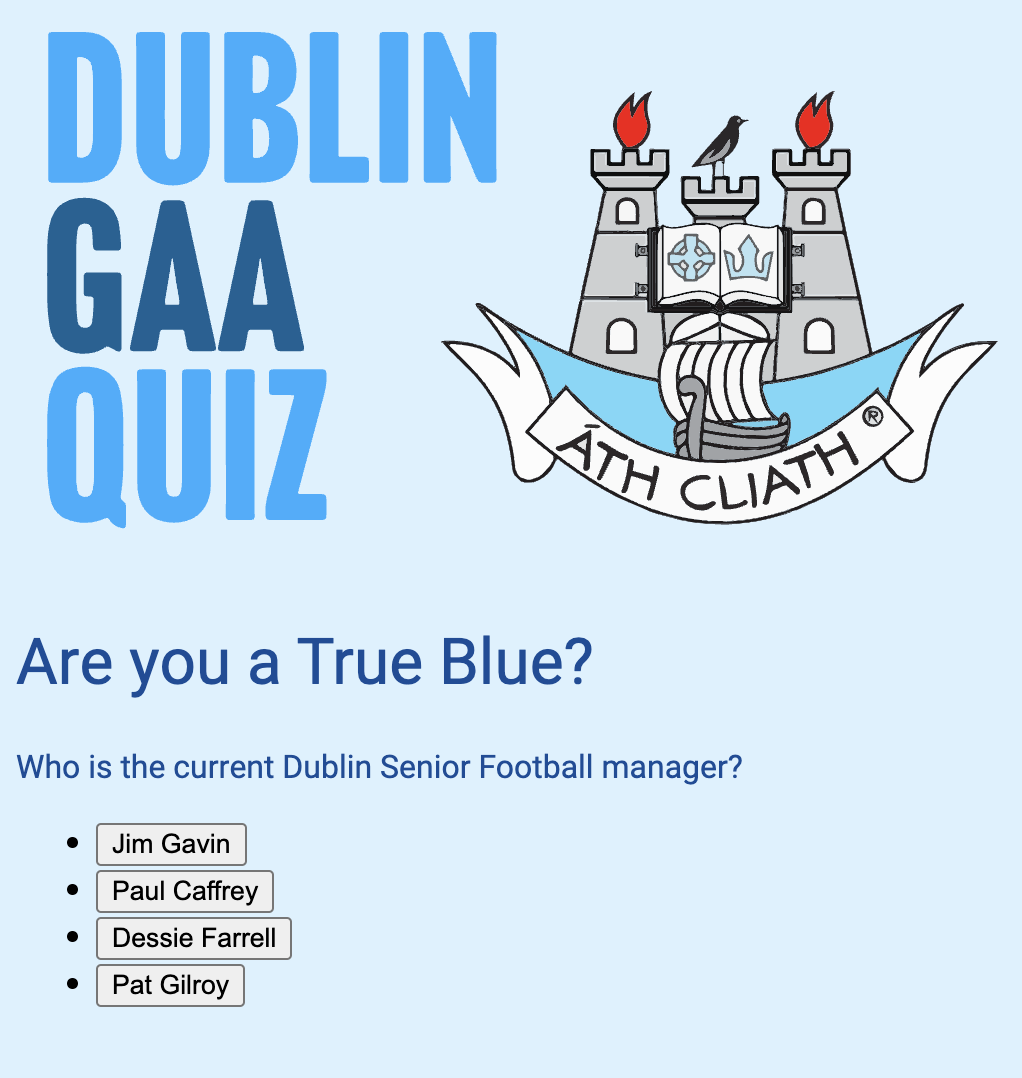 DUBLIN
GAA
QUIZ
ÁTH CLIATH ®
Are you a True Blue?
Who is the current Dublin Senior Football manager?
Jim Gavin
Paul Caffrey
Dessie Farrell
Pat Gilroy